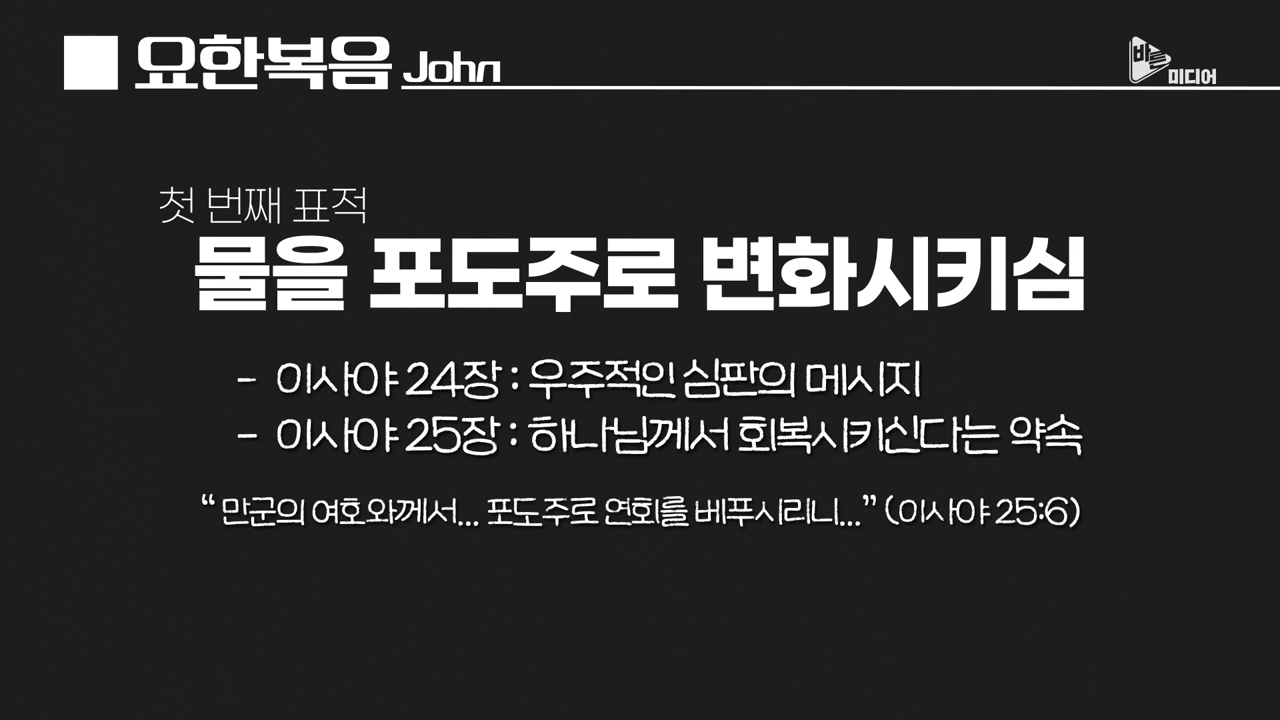 요한복음 John
바른
미디어
첫 번째 표적
물을 포도주로 변화시키심
- 이사야 24장 : 우주적인 심판의 메시지
- 이사야 25장 : 하나님께서 회복시키신다는 약속
“만군의 여호와께서... 포도주로 연회를 베푸시리니...” (이사야 25:6)